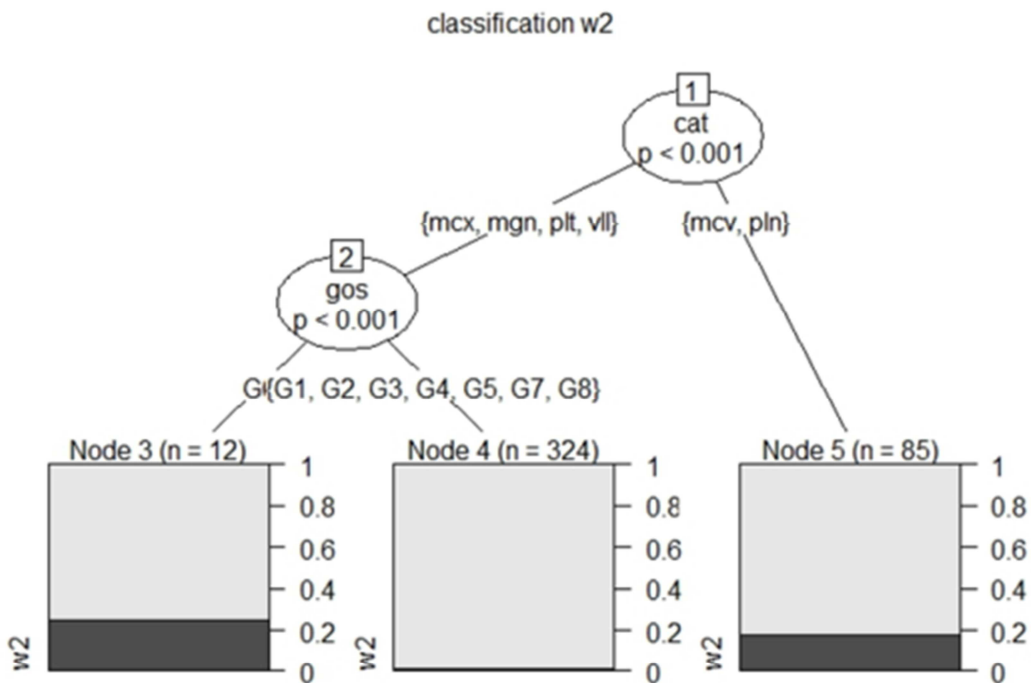 classification w2
1
cat
p < 0.001
{mcx, mgn, plt, vll}
{mcv, pln}
2
gos
p < 0.001
{G1, G2, G3, G4, G5, G7, G8}
Node 3 (n = 12)
Node 4 (n = 324)
Node 5 (n = 85)
1
0.8
0.6
0.4
0.2
0
w2
1
0.8
0.6
0.4
0.2
0
w2
1
0.8
0.6
0.4
0.2
0
w2